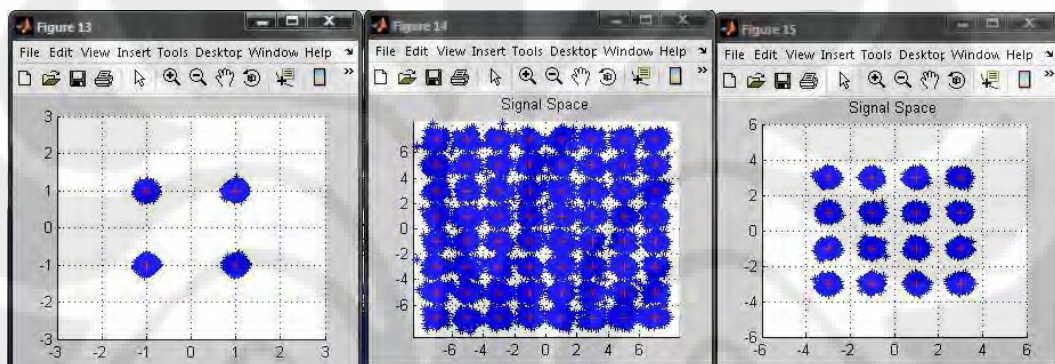 Figure 13
File Edit View Insert Tools Desktop Window Help
3
2
1
0
-1
-2
-3
-3 -2 -1 0 1 2 3
Figure 14
File Edit View Insert Tools Desktop Window Help
Signal Space
6
4
2
0
-2
-4
-6
-6 -4 -2 0 2 4 6
Figure 15
File Edit View Insert Tools Desktop Window Help
Signal Space
6
4
2
0
-2
-4
-6
-6 -4 -2 0 2 4 6